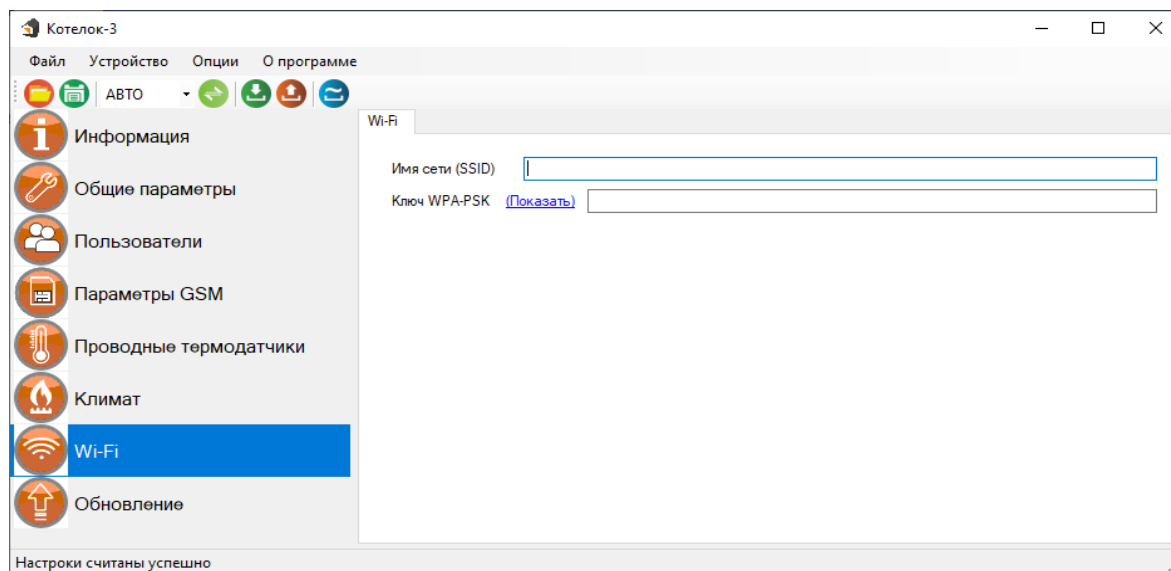 Котелок-3
Файл Устройство Опции О программе
АВТО
Информация
Общие параметры
Пользователи
Параметры GSM
Проводные термодатчики
Климат
Wi-Fi
Обновление
Wi-Fi
Имя сети (SSID)
Ключ WPA-PSK (Показать)
Настроки считаны успешно